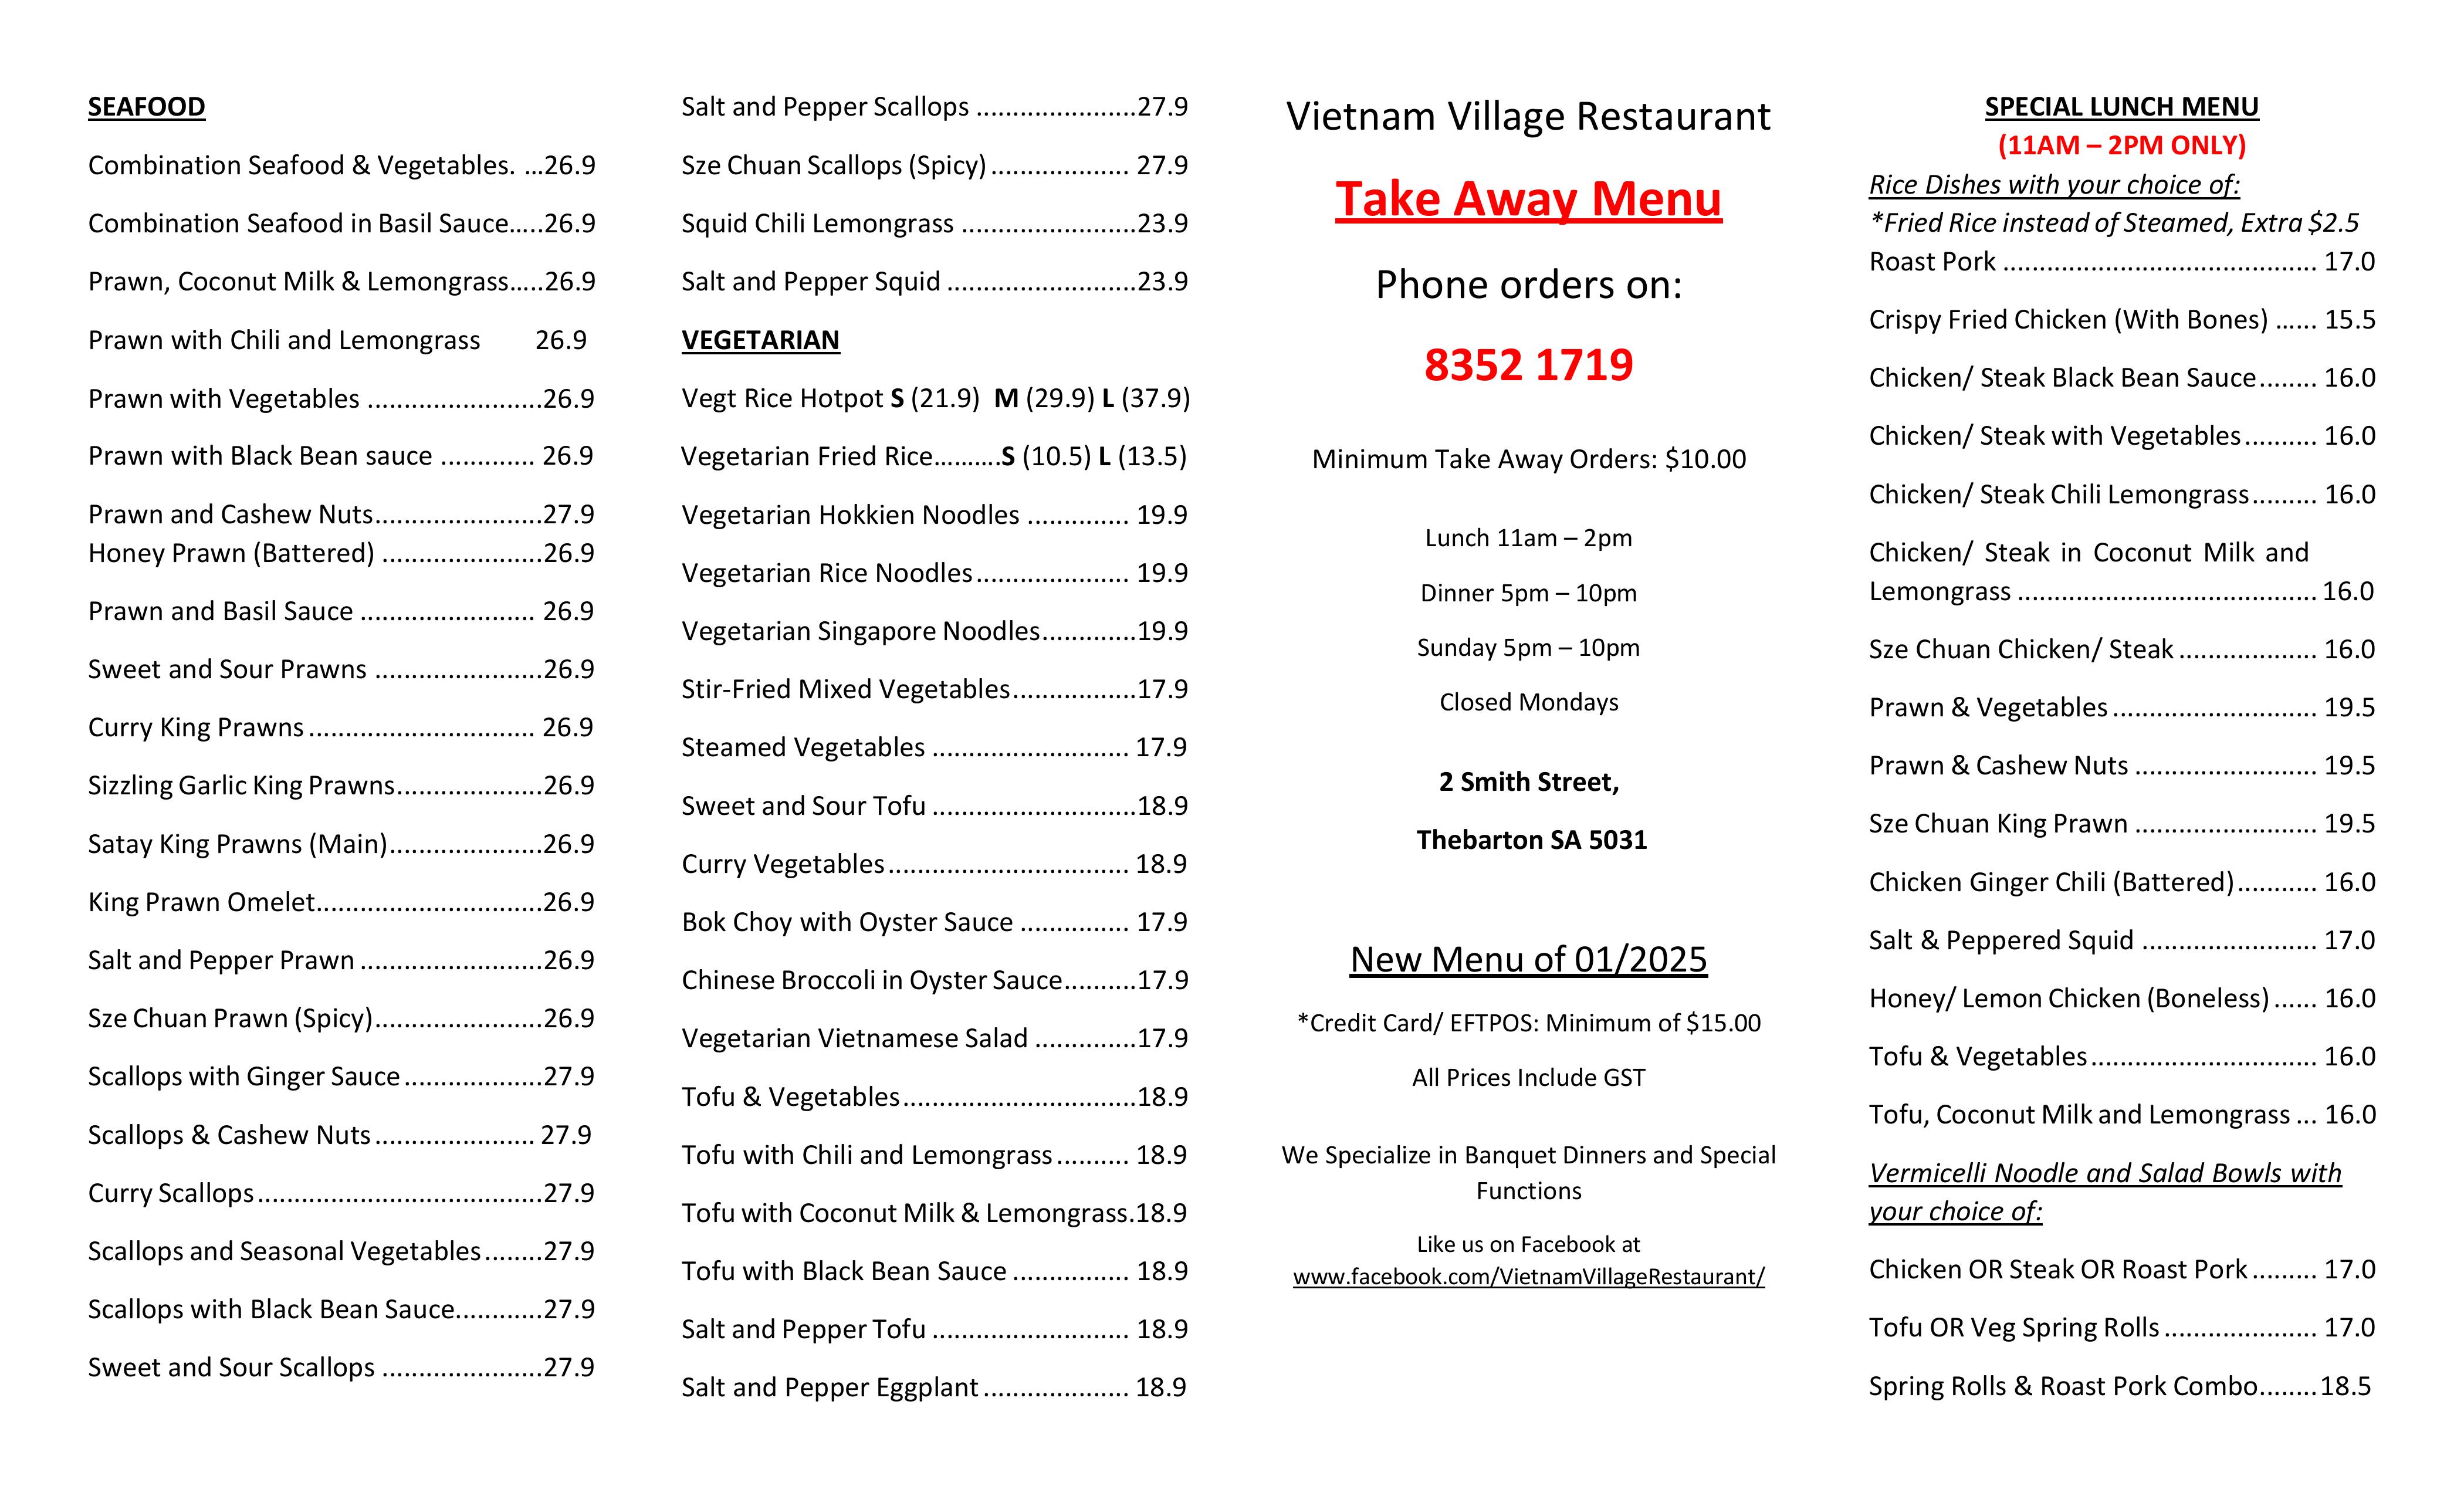 SEAFOOD
Combination Seafood & Vegetables. ...26.9
Combination Seafood in Basil Sauce.....26.9
Prawn, Coconut Milk & Lemongrass.....26.9
Prawn with Chili and Lemongrass 26.9
Prawn with Vegetables ........................26.9
Prawn with Black Bean sauce ............. 26.9
Prawn and Cashew Nuts.......................27.9
Honey Prawn (Battered) ......................26.9
Prawn and Basil Sauce ........................ 26.9
Sweet and Sour Prawns .......................26.9
Curry King Prawns ............................... 26.9
Sizzling Garlic King Prawns....................26.9
Satay King Prawns (Main).....................26.9
King Prawn Omelet...............................26.9
Salt and Pepper Prawn .........................26.9
Sze Chuan Prawn (Spicy).......................26.9
Scallops with Ginger Sauce ...................27.9
Scallops & Cashew Nuts ...................... 27.9
Curry Scallops .......................................27.9
Scallops and Seasonal Vegetables ........27.9
Scallops with Black Bean Sauce............27.9
Sweet and Sour Scallops ......................27.9
Salt and Pepper Scallops ......................27.9
Sze Chuan Scallops (Spicy) ................... 27.9
Squid Chili Lemongrass ........................23.9
Salt and Pepper Squid ..........................23.9
VEGETARIAN
Vegt Rice Hotpot S (21.9) M (29.9) L (37.9)
Vegetarian Fried Rice..........S (10.5) L (13.5)
Vegetarian Hokkien Noodles .............. 19.9
Vegetarian Rice Noodles ..................... 19.9
Vegetarian Singapore Noodles.............19.9
Stir-Fried Mixed Vegetables.................17.9
Steamed Vegetables ........................... 17.9
Sweet and Sour Tofu ............................18.9
Curry Vegetables ................................. 18.9
Bok Choy with Oyster Sauce ............... 17.9
Chinese Broccoli in Oyster Sauce..........17.9
Vegetarian Vietnamese Salad ..............17.9
Tofu & Vegetables................................18.9
Tofu with Chili and Lemongrass .......... 18.9
Tofu with Coconut Milk & Lemongrass.18.9
Tofu with Black Bean Sauce ................ 18.9
Salt and Pepper Tofu ........................... 18.9
Salt and Pepper Eggplant .................... 18.9
Vietnam Village Restaurant
Take Away Menu
Phone orders on:
8352 1719
Minimum Take Away Orders: $10.00
Lunch 11am – 2pm
Dinner 5pm – 10pm
Sunday 5pm – 10pm
Closed Mondays
2 Smith Street,
Thebarton SA 5031
New Menu of 01/2025
*Credit Card/ EFTPOS: Minimum of $15.00
All Prices Include GST
We Specialize in Banquet Dinners and Special
Functions
Like us on Facebook at
www.facebook.com/VietnamVillageRestaurant/
SPECIAL LUNCH MENU
(11AM – 2PM ONLY)
Rice Dishes with your choice of:
*Fried Rice instead of Steamed, Extra $2.5
Roast Pork ........................................... 17.0
Crispy Fried Chicken (With Bones) ...... 15.5
Chicken/ Steak Black Bean Sauce........ 16.0
Chicken/ Steak with Vegetables.......... 16.0
Chicken/ Steak Chili Lemongrass......... 16.0
Chicken/ Steak in Coconut Milk and
Lemongrass ......................................... 16.0
Sze Chuan Chicken/ Steak ................... 16.0
Prawn & Vegetables ............................ 19.5
Prawn & Cashew Nuts ......................... 19.5
Sze Chuan King Prawn ......................... 19.5
Chicken Ginger Chili (Battered)........... 16.0
Salt & Peppered Squid ........................ 17.0
Honey/ Lemon Chicken (Boneless) ...... 16.0
Tofu & Vegetables............................... 16.0
Tofu, Coconut Milk and Lemongrass ... 16.0
Vermicelli Noodle and Salad Bowls with
your choice of:
Chicken OR Steak OR Roast Pork ......... 17.0
Tofu OR Veg Spring Rolls ..................... 17.0
Spring Rolls & Roast Pork Combo........18.5